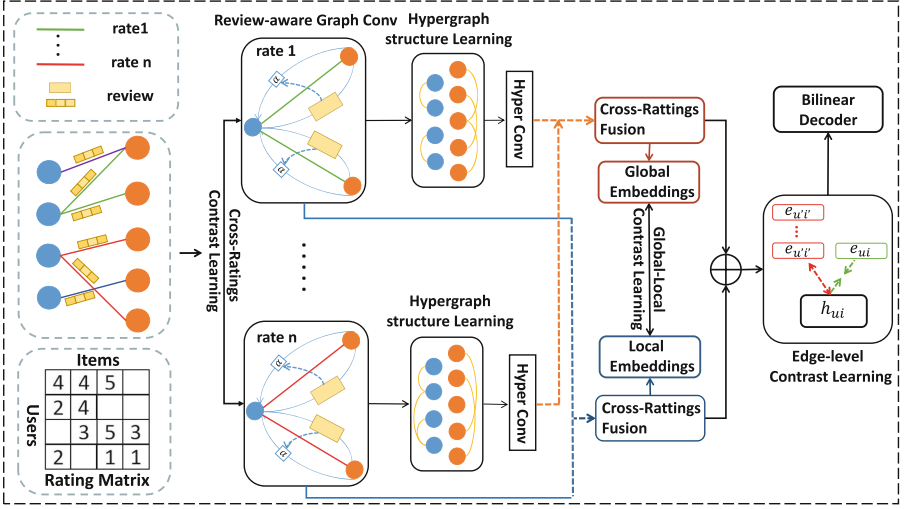 rate1
rate n
review
Items
Users
4 4 5
2 4
3 5 3
2 1 1
Rating Matrix
Cross-Ratings
Contrast Learning
Review-aware Graph Conv
rate 1
α
α
Hypergraph
structure Learning
Hyper Conv
rate n
α
α
Hypergraph
structure Learning
Hyper Conv
Cross-Rattings
Fusion
Global
Embeddings
Global-Local
Contrast Learning
Local
Embeddings
Cross-Rattings
Fusion
Bilinear
Decoder
e_{u'i'}
e_{u'i'}
e_{ui}
h_{ui}
Edge-level
Contrast Learning